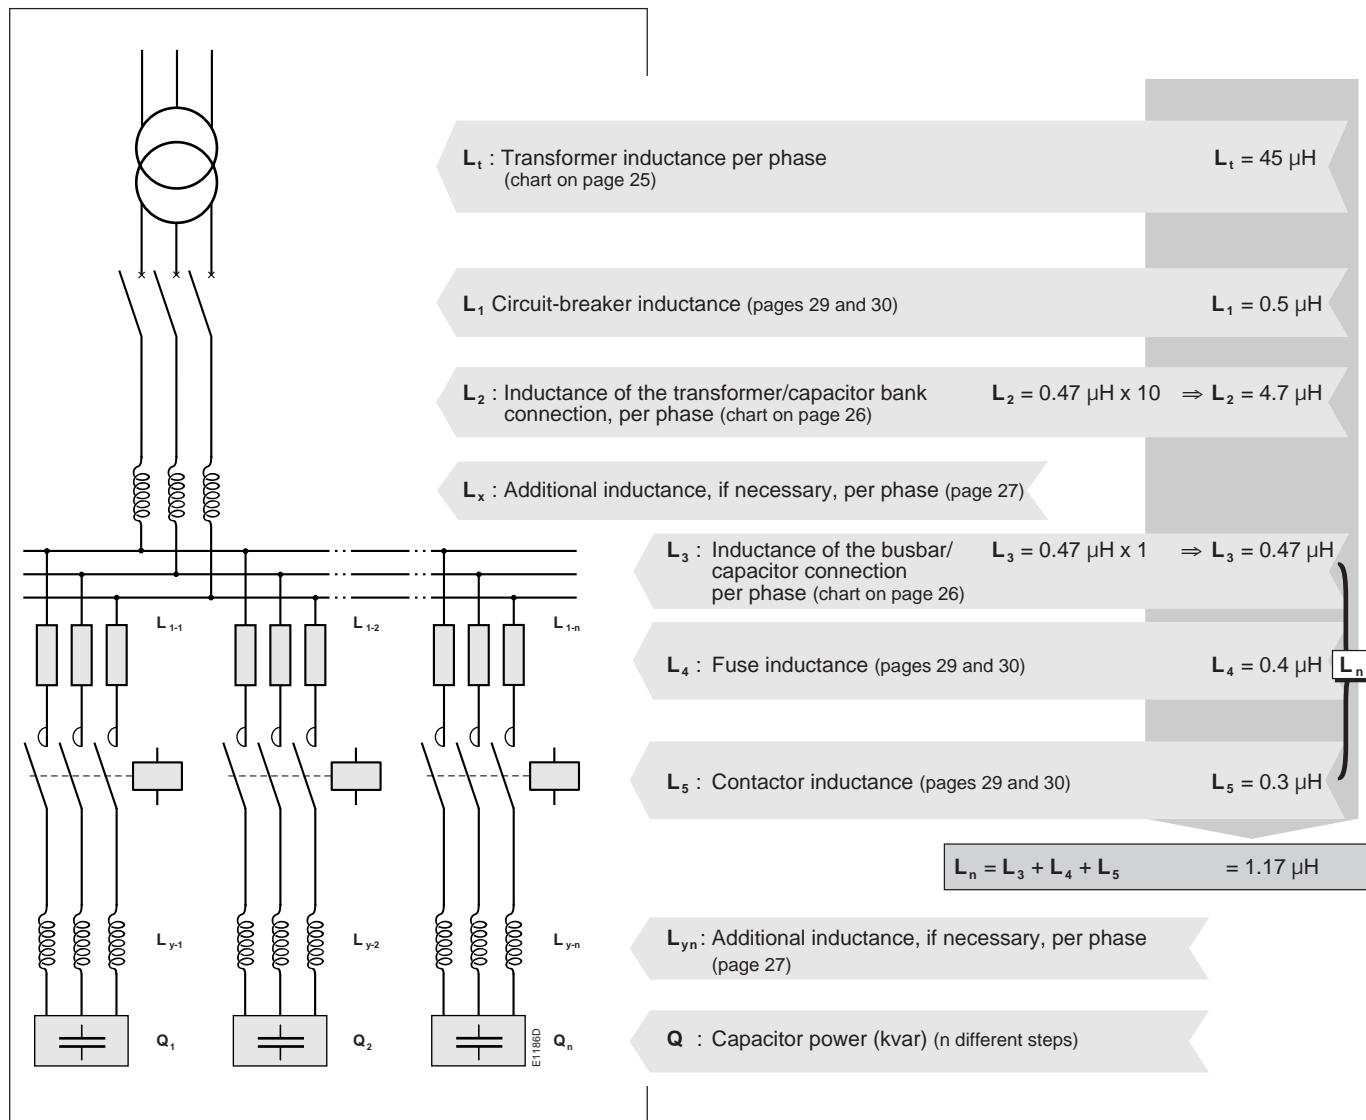 Lt : Transformer inductance per phase
(chart on page 25)
Lt = 45 µH
L1 Circuit-breaker inductance (pages 29 and 30)
L1 = 0.5 µH
L2 : Inductance of the transformer/capacitor bank
connection, per phase (chart on page 26)
L2 = 0.47 µH x 10 ⇒ L2 = 4.7 µH
Lx : Additional inductance, if necessary, per phase (page 27)
L3 : Inductance of the busbar/
capacitor connection
per phase (chart on page 26)
L3 = 0.47 µH x 1 ⇒ L3 = 0.47 µH
L1-1 L1-2 L1-n
L4 : Fuse inductance (pages 29 and 30)
L4 = 0.4 µH
Ln
L5 : Contactor inductance (pages 29 and 30)
L5 = 0.3 µH
Ln = L3 + L4 + L5 = 1.17 µH
Ly-1 Ly-2 Ly-n
Lyn : Additional inductance, if necessary, per phase
(page 27)
Q1 Q2 Qn
E1186D
Q : Capacitor power (kvar) (n different steps)